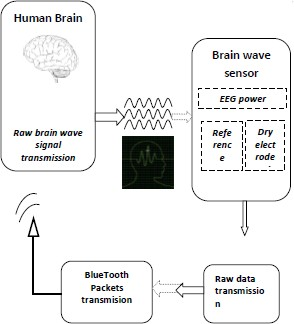 Human Brain
Raw brain wave
signal
transmission
Brain wave
sensor
EEG power
Refe
renc
e
Dry
elect
rode
.
Raw data
transmissio
n
BlueTooth
Packets
transmision